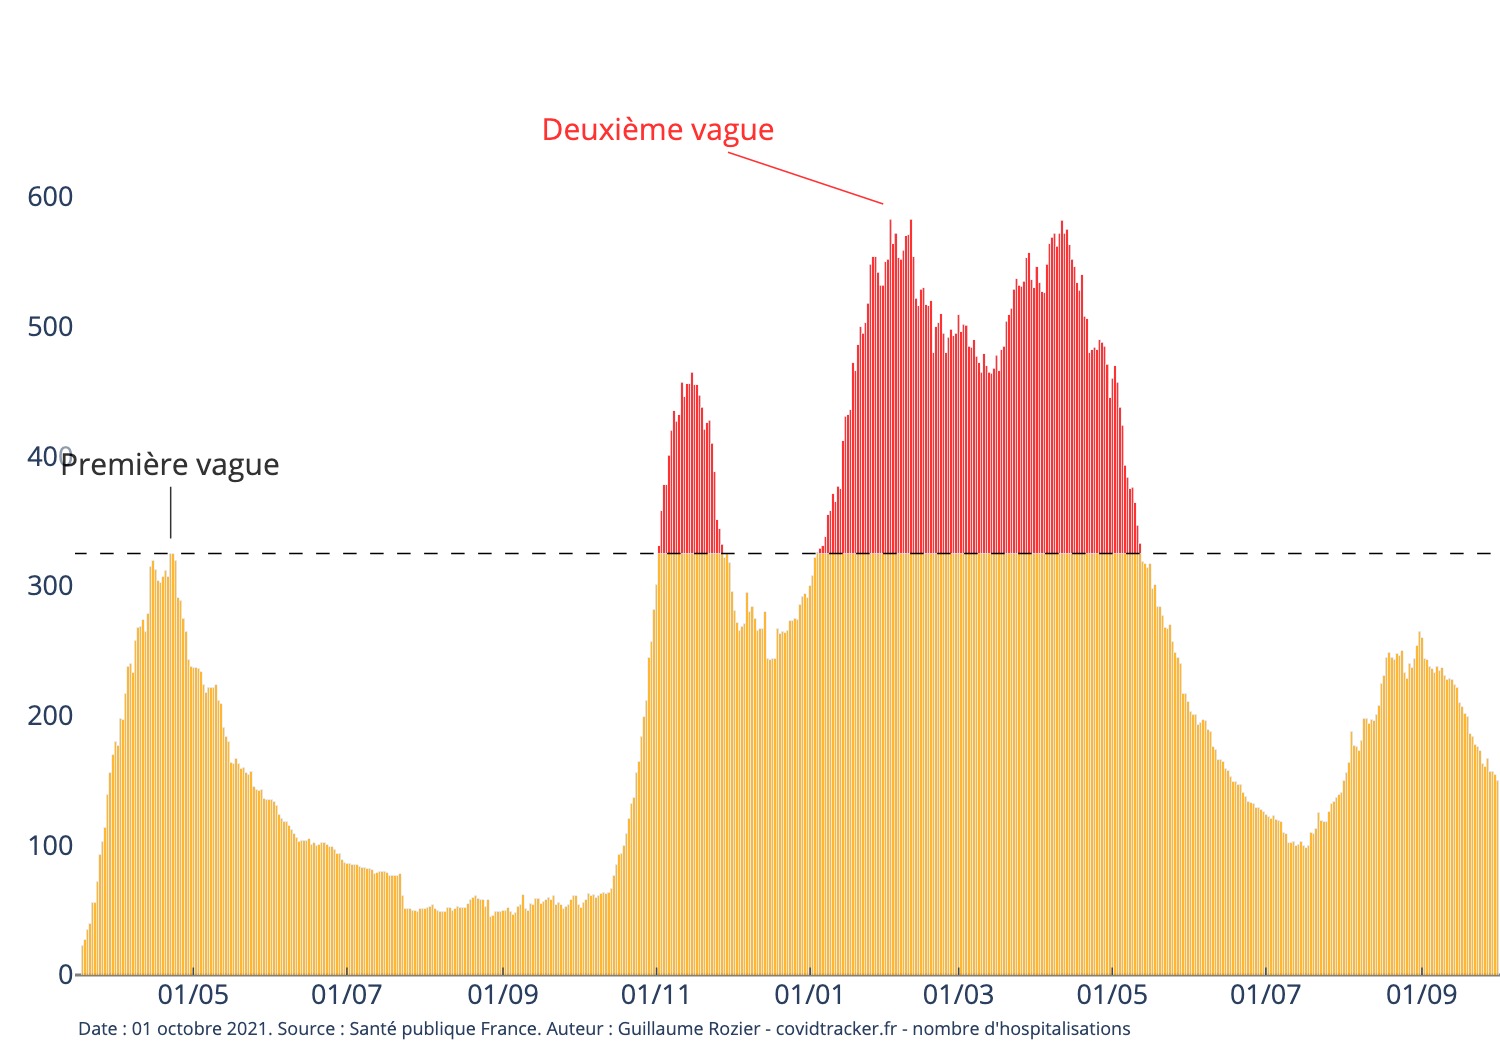 Deuxième vague
600
500
400
Première vague
300
200
100
0
01/05 01/07 01/09 01/11 01/01 01/03 01/05 01/07 01/09
Date : 01 octobre 2021. Source : Santé publique France. Auteur : Guillaume Rozier - covidtracker.fr - nombre d'hospitalisations